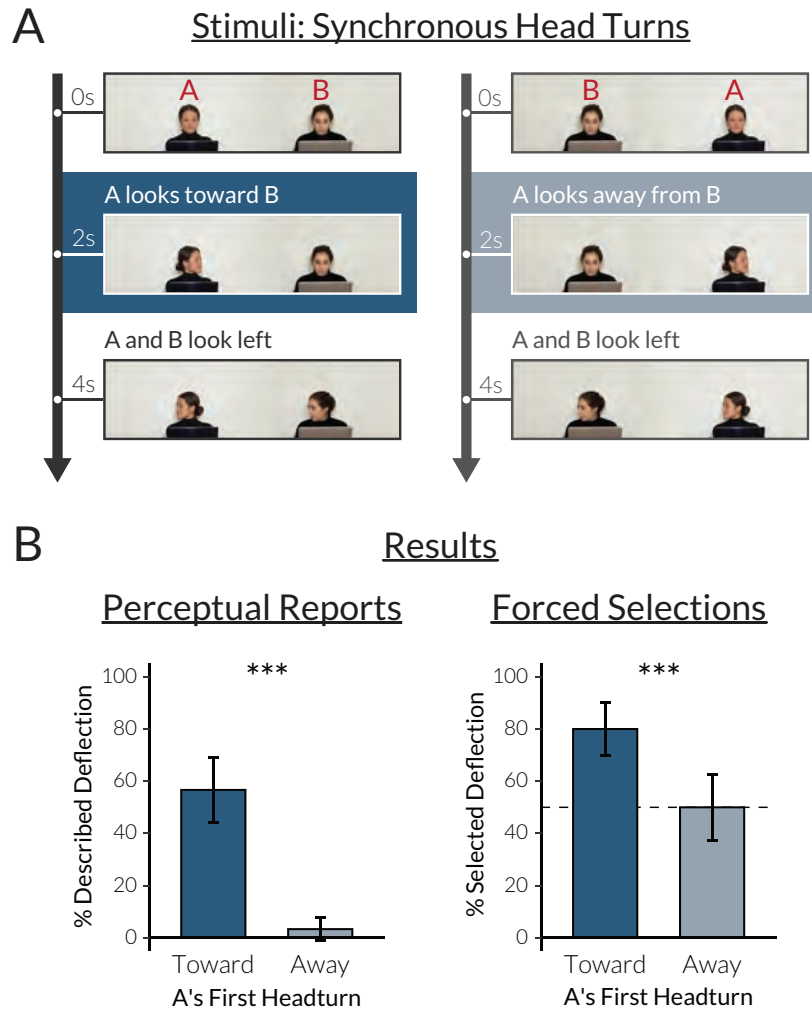 A
Stimuli: Synchronous Head Turns
0s
A
B
A looks toward B
2s
A and B look left
4s
0s
B
A
A looks away from B
2s
A and B look left
4s
B
Results
Perceptual Reports
% Described Deflection
100
80
60
40
20
0
***
Toward
Away
A's First Headturn
Forced Selections
% Selected Deflection
100
80
60
40
20
0
***
Toward
Away
A's First Headturn